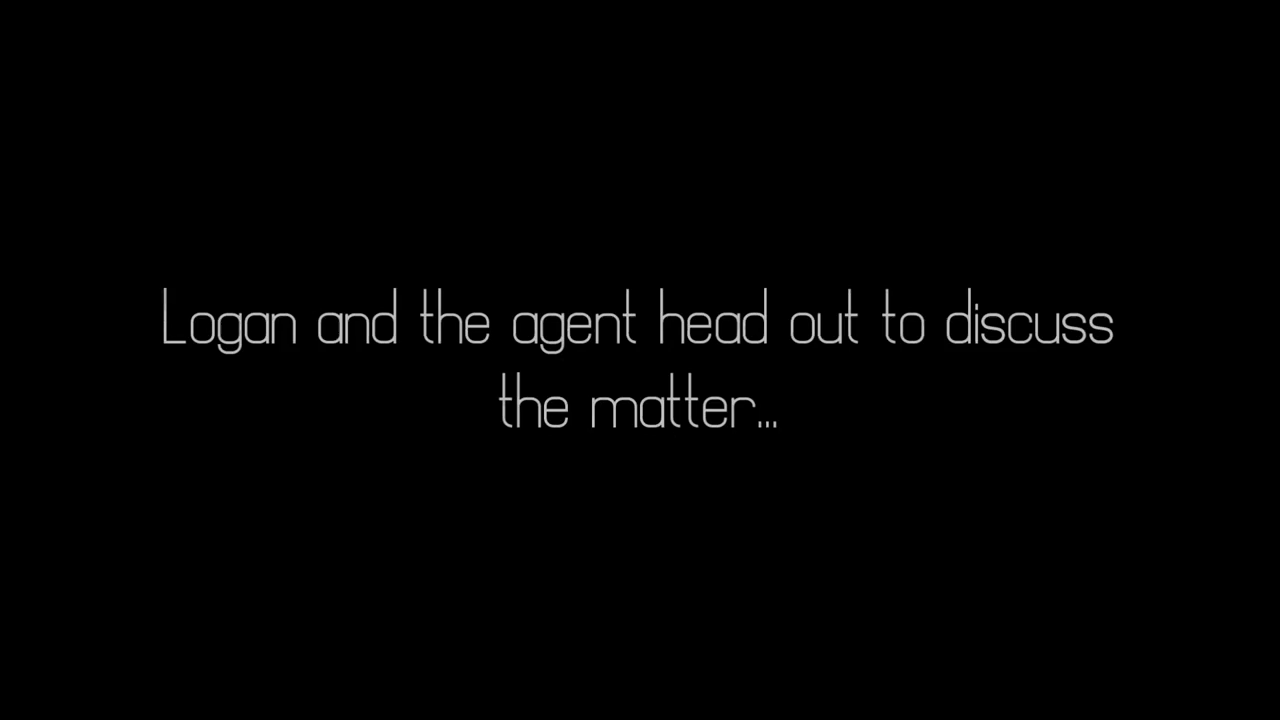 Logan and the agent head out to discuss
the matter...